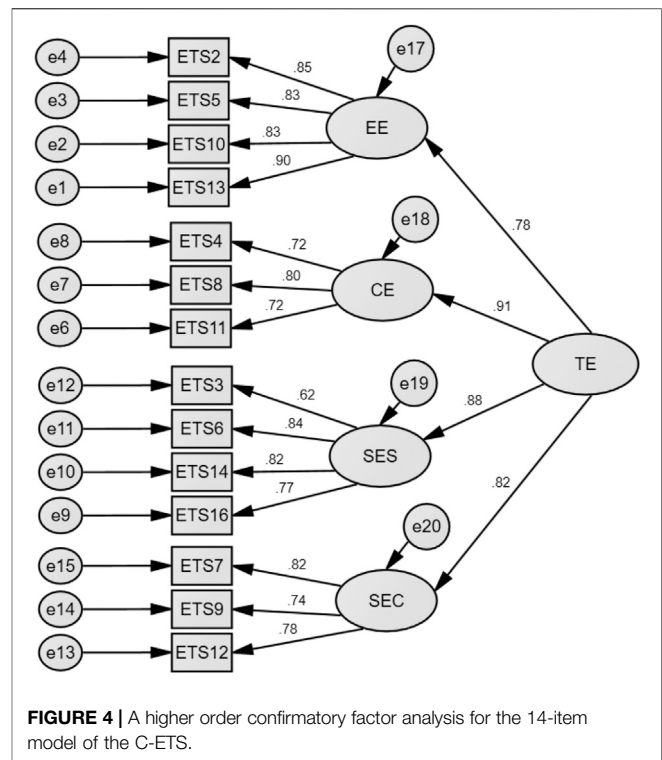 e17
e4 ETS2 .85
e3 ETS5 .83 EE
e2 ETS10 .83
e1 ETS13 .90
.78
e18
e8 ETS4 .72
e7 ETS8 .80 CE
e6 ETS11 .72
.91
TE
e19
e12 ETS3 .62
.88
e11 ETS6 .84
SES
e10 ETS14 .82
e9 ETS16 .77
.82
e20
e15 ETS7 .82
e14 ETS9 .74 SEC
e13 ETS12 .78
FIGURE 4 | A higher order confirmatory factor analysis for the 14-item
model of the C-ETS.